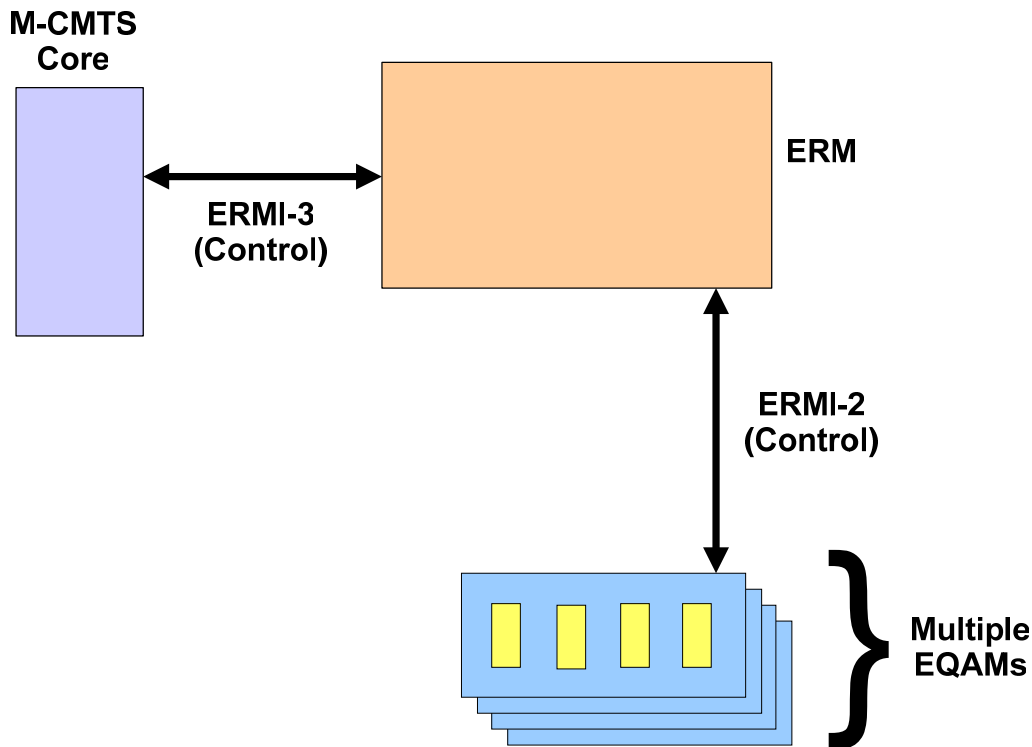 M-CMTS
Core
ERM
ERMI-3
(Control)
ERMI-2
(Control)
Multiple
EQAMs